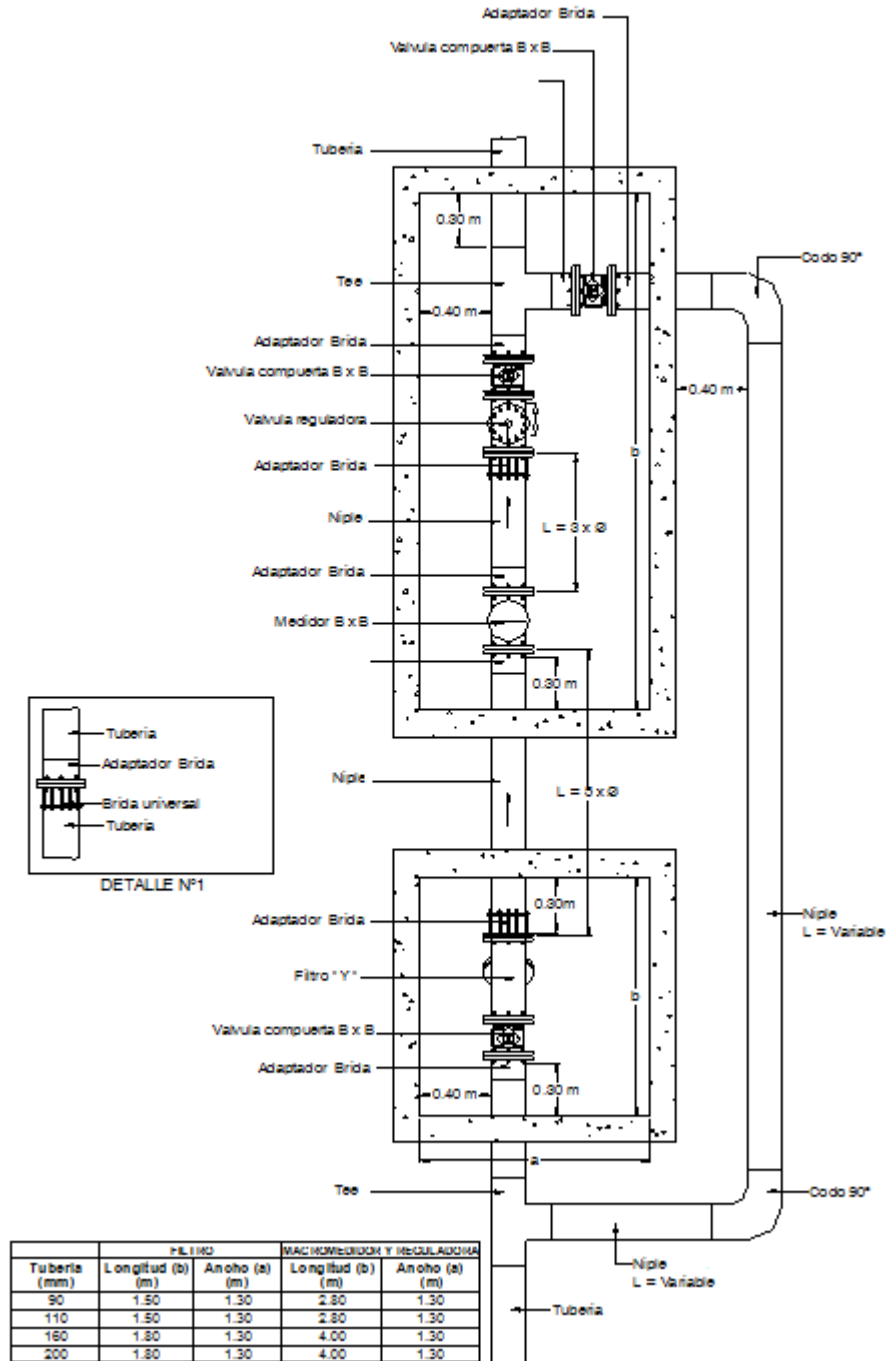 Adaptador Brida
Valvula compuerta B x B
Tuberia
0.30 m
Codo 90°
Tee
0.40 m
Adaptador Brida
Valvula compuerta B x B
0.40 m
Valvula reguladora
b
Adaptador Brida
Niple
L = 3 x Ø
Adaptador Brida
Medidor B x B
0.30 m
Tuberia
Adaptador Brida
Brida universal
Tuberia
DETALLE Nº1
Niple
L = 5 x Ø
Adaptador Brida
0.30m
Niple
L = Variable
Filtro "Y"
b
Valvula compuerta B x B
Adaptador Brida
0.40 m
0.30 m
a
Tee
Codo 90°
Niple
L = Variable
Tuberia
FILTRO MACROMEDIDOR Y REGULADORA
Tuberia (mm) Longitud (b) (m) Ancho (a) (m) Longitud (b) (m) Ancho (a) (m)
90 1.50 1.30 2.80 1.30
110 1.50 1.30 2.80 1.30
160 1.80 1.30 4.00 1.30
200 1.80 1.30 4.00 1.30